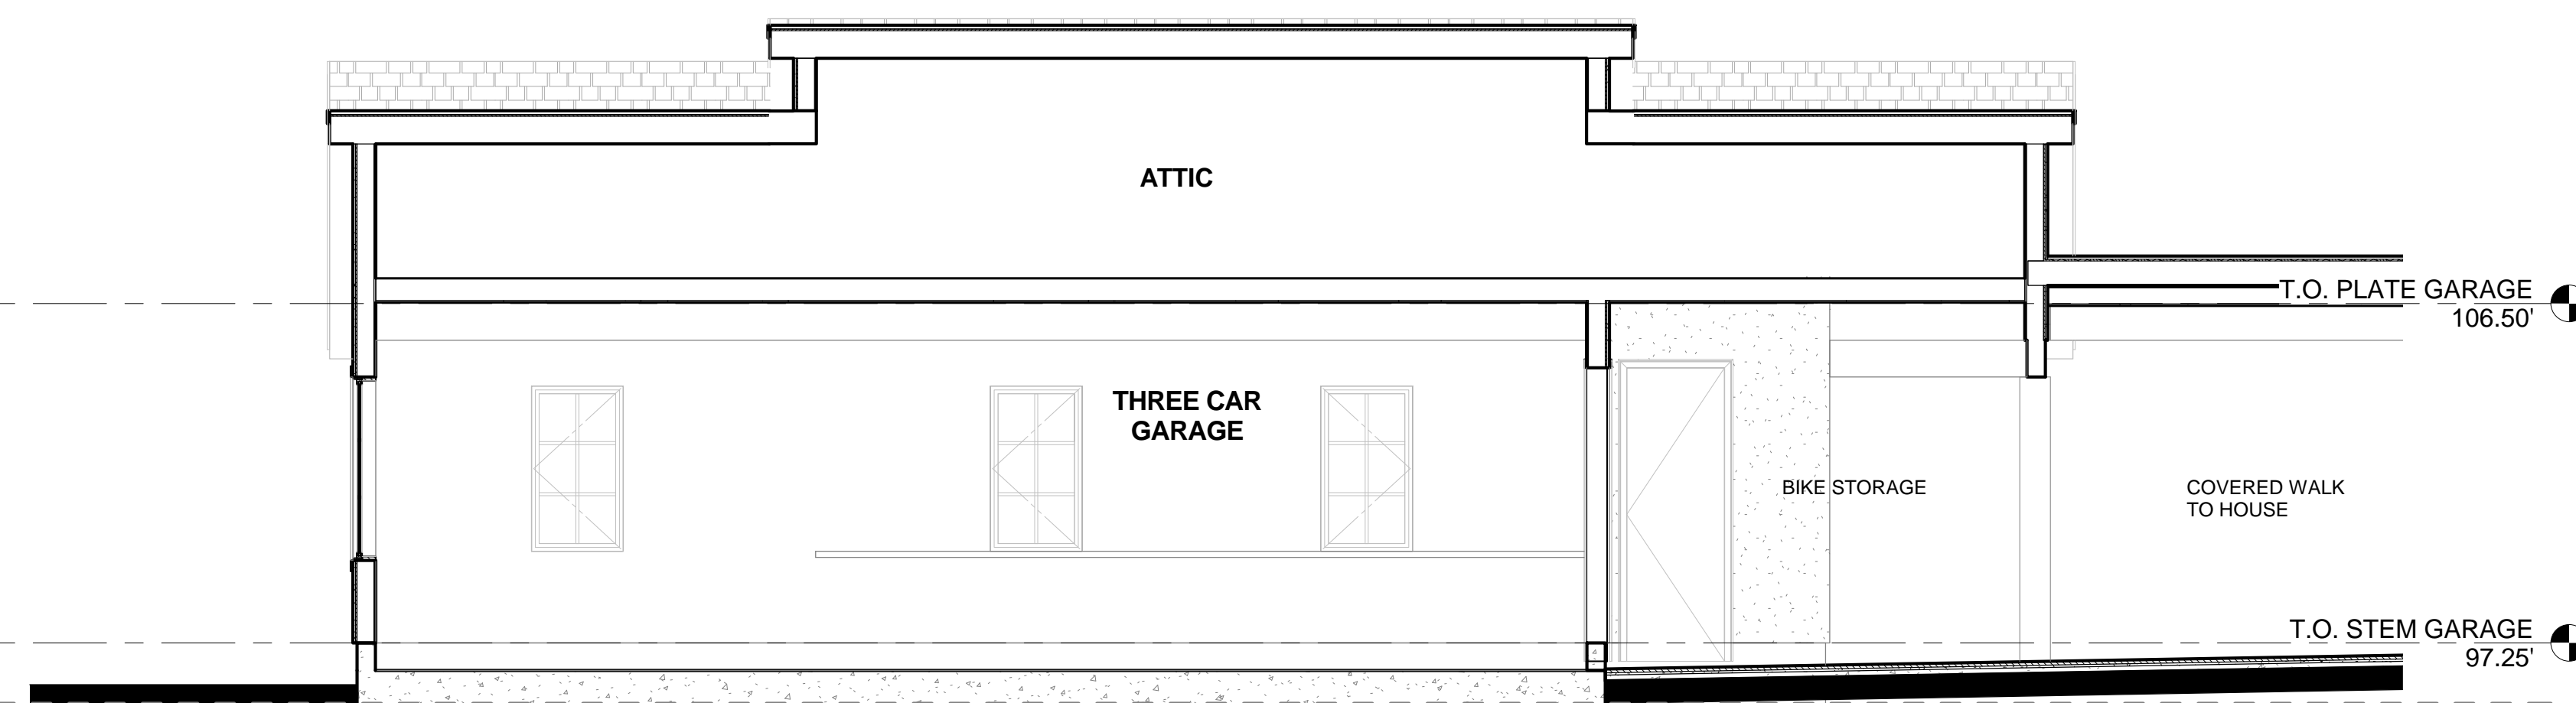 ATTIC
T.O. PLATE GARAGE
106.50'
THREE CAR
GARAGE
BIKE STORAGE
COVERED WALK
TO HOUSE
T.O. STEM GARAGE
97.25'